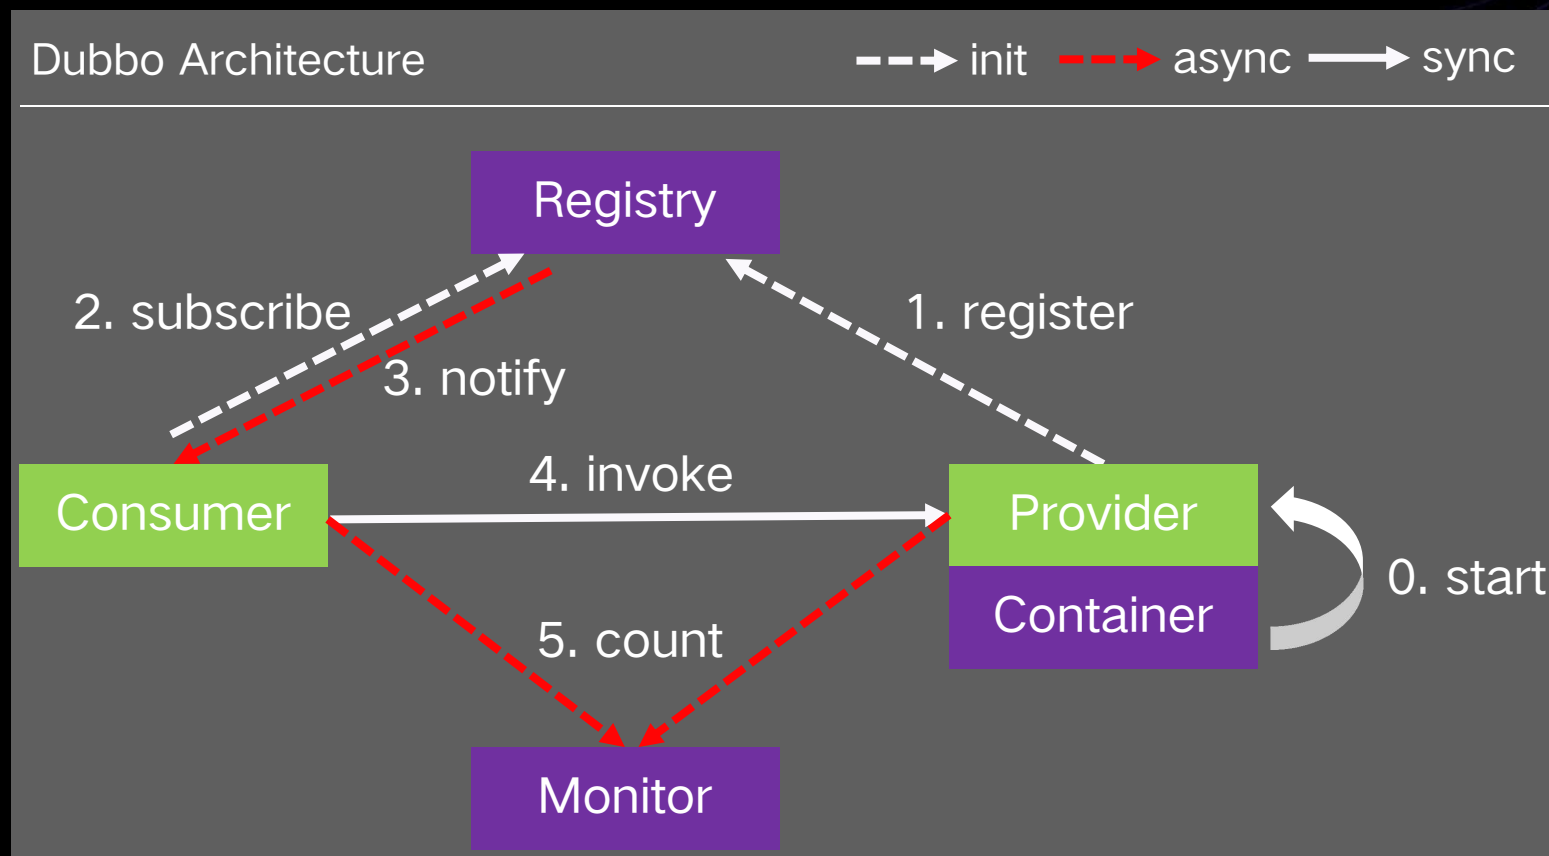 Dubbo Architecture
init
async
sync
Registry
2. subscribe
1. register
3. notify
4. invoke
Consumer
Provider
0. start
Container
5. count
Monitor